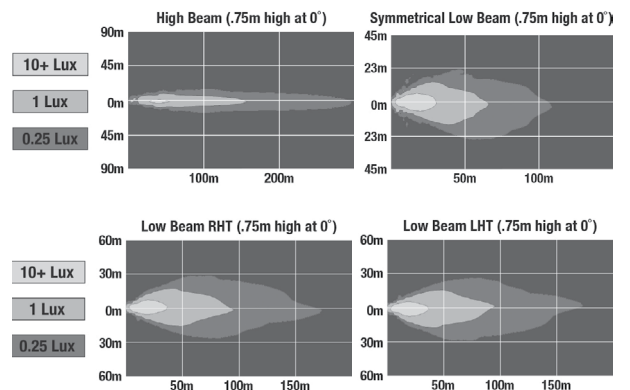 High Beam (.75m high at 0˚)
90m
45m
0m
45m
90m
100m
200m
Symmetrical Low Beam (.75m high at 0˚)
45m
23m
0m
23m
45m
50m
100m
10+ Lux
1 Lux
0.25 Lux
Low Beam RHT (.75m high at 0˚)
60m
30m
0m
30m
60m
50m
100m
150m
Low Beam LHT (.75m high at 0˚)
60m
30m
0m
30m
60m
50m
100m
150m
10+ Lux
1 Lux
0.25 Lux